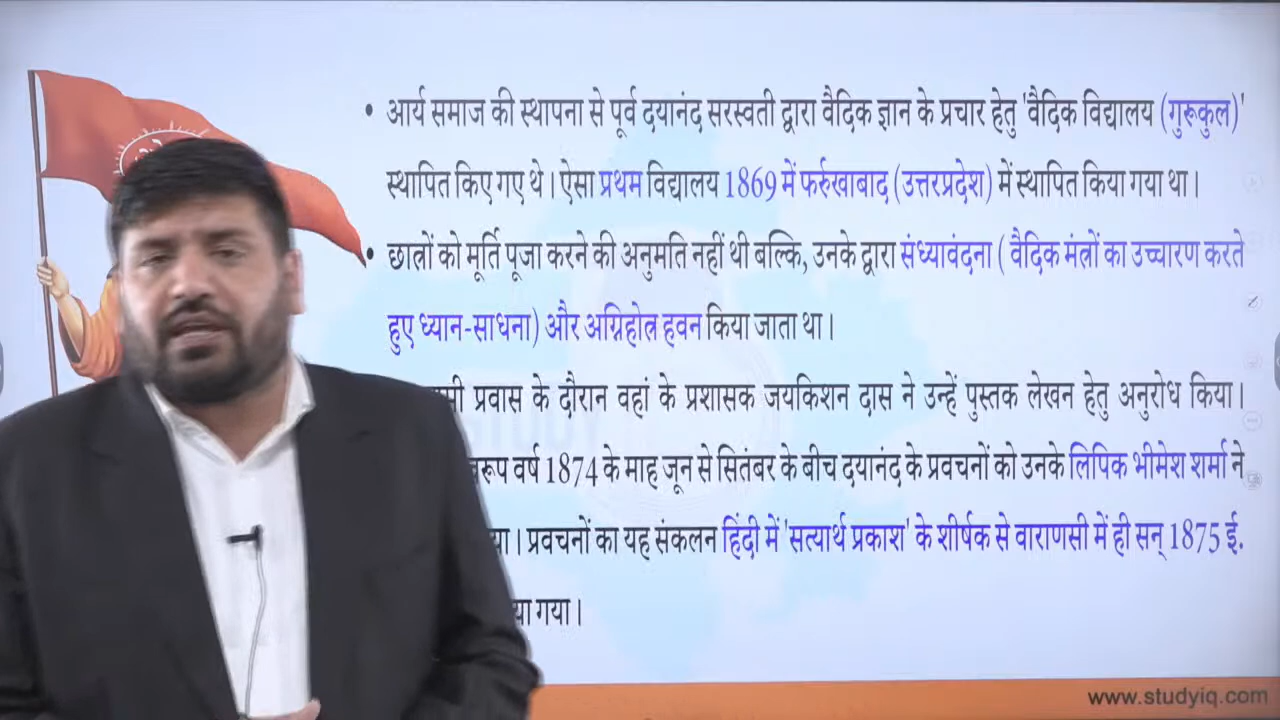 • आर्य समाज की स्थापना से पूर्व दयानंद सरस्वती द्वारा वैदिक ज्ञान के प्रचार हेतु 'वैदिक विद्यालय (गुरूकुल)'
स्थापित किए गए थे। ऐसा प्रथम विद्यालय 1869 में फर्रुखाबाद (उत्तरप्रदेश) में स्थापित किया गया था।
• छात्रों को मूर्ति पूजा करने की अनुमति नहीं थी बल्कि, उनके द्वारा संध्यावंदना ( वैदिक मंत्रों का उच्चारण करते
हुए ध्यान-साधना) और अग्निहोत्र हवन किया जाता था।
प्रवास के दौरान वहां के प्रशासक जयकिशन दास ने उन्हें पुस्तक लेखन हेतु अनुरोध किया।
वर्ष 1874 के माह जून से सितंबर के बीच दयानंद के प्रवचनों को उनके लिपिक भीमेश शर्मा ने
प्रवचनों का यह संकलन हिंदी में 'सत्यार्थ प्रकाश' के शीर्षक से वाराणसी में ही सन् 1875 ई.
गया।
www.studyiq.com